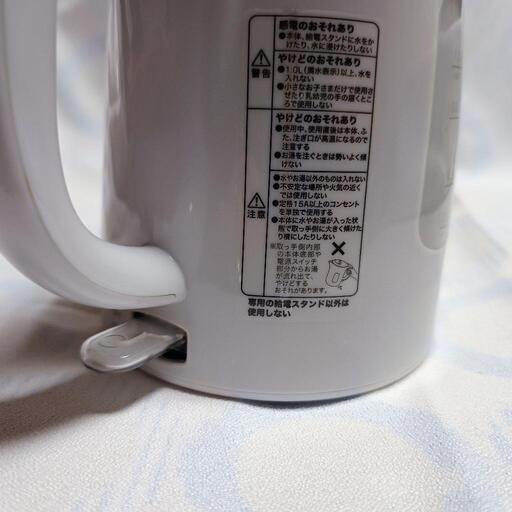 感電のおそれあり
●本体、給電スタンドに水をか
けたり、水に浸けたりしない
やけどのおそれあり
●1.0L(満水表示)以上、水を
入れない
●小さなお子さまだけで使用さ
せたり乳幼児の手の届くとこ
ろで使用しない
警告
やけどのおそれあり
●使用中、使用直後は本体、ふ
た、注ぎ口が高温になるので
注意する
●お湯を注ぐときは勢いよく傾
けない
●水やお湯以外のものは入れない
●不安定な場所や火気の近く
では使用しない
●定格15A以上のコンセント
を単独で使用する
●本体に水やお湯が入った状
態で取っ手側に大きく傾けた
り横にしたりしない
注意
※取っ手側内部
の本体底部や
電源スイッチ
部分からお湯
が流れ出て、
やけどする
おそれがあります。
専用の給電スタンド以外は
使用しない